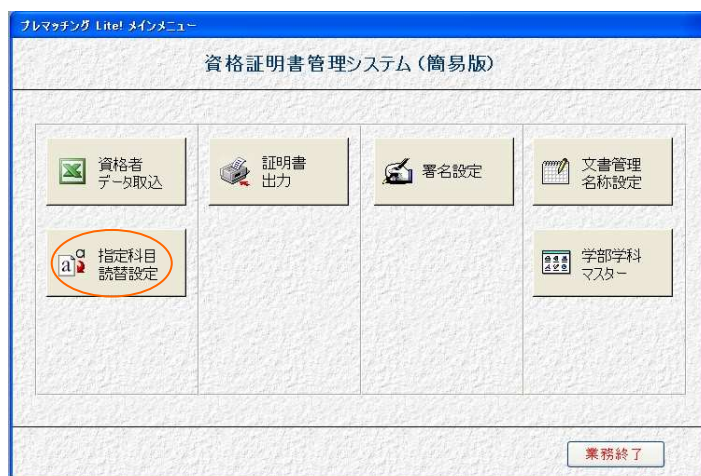 プレマッチング Lite! メインメニュー
資格証明書管理システム（簡易版）
資格者
データ取込
証明書
出力
署名設定
文書管理
名称設定
指定科目
読替設定
学部学科
マスター
業務終了